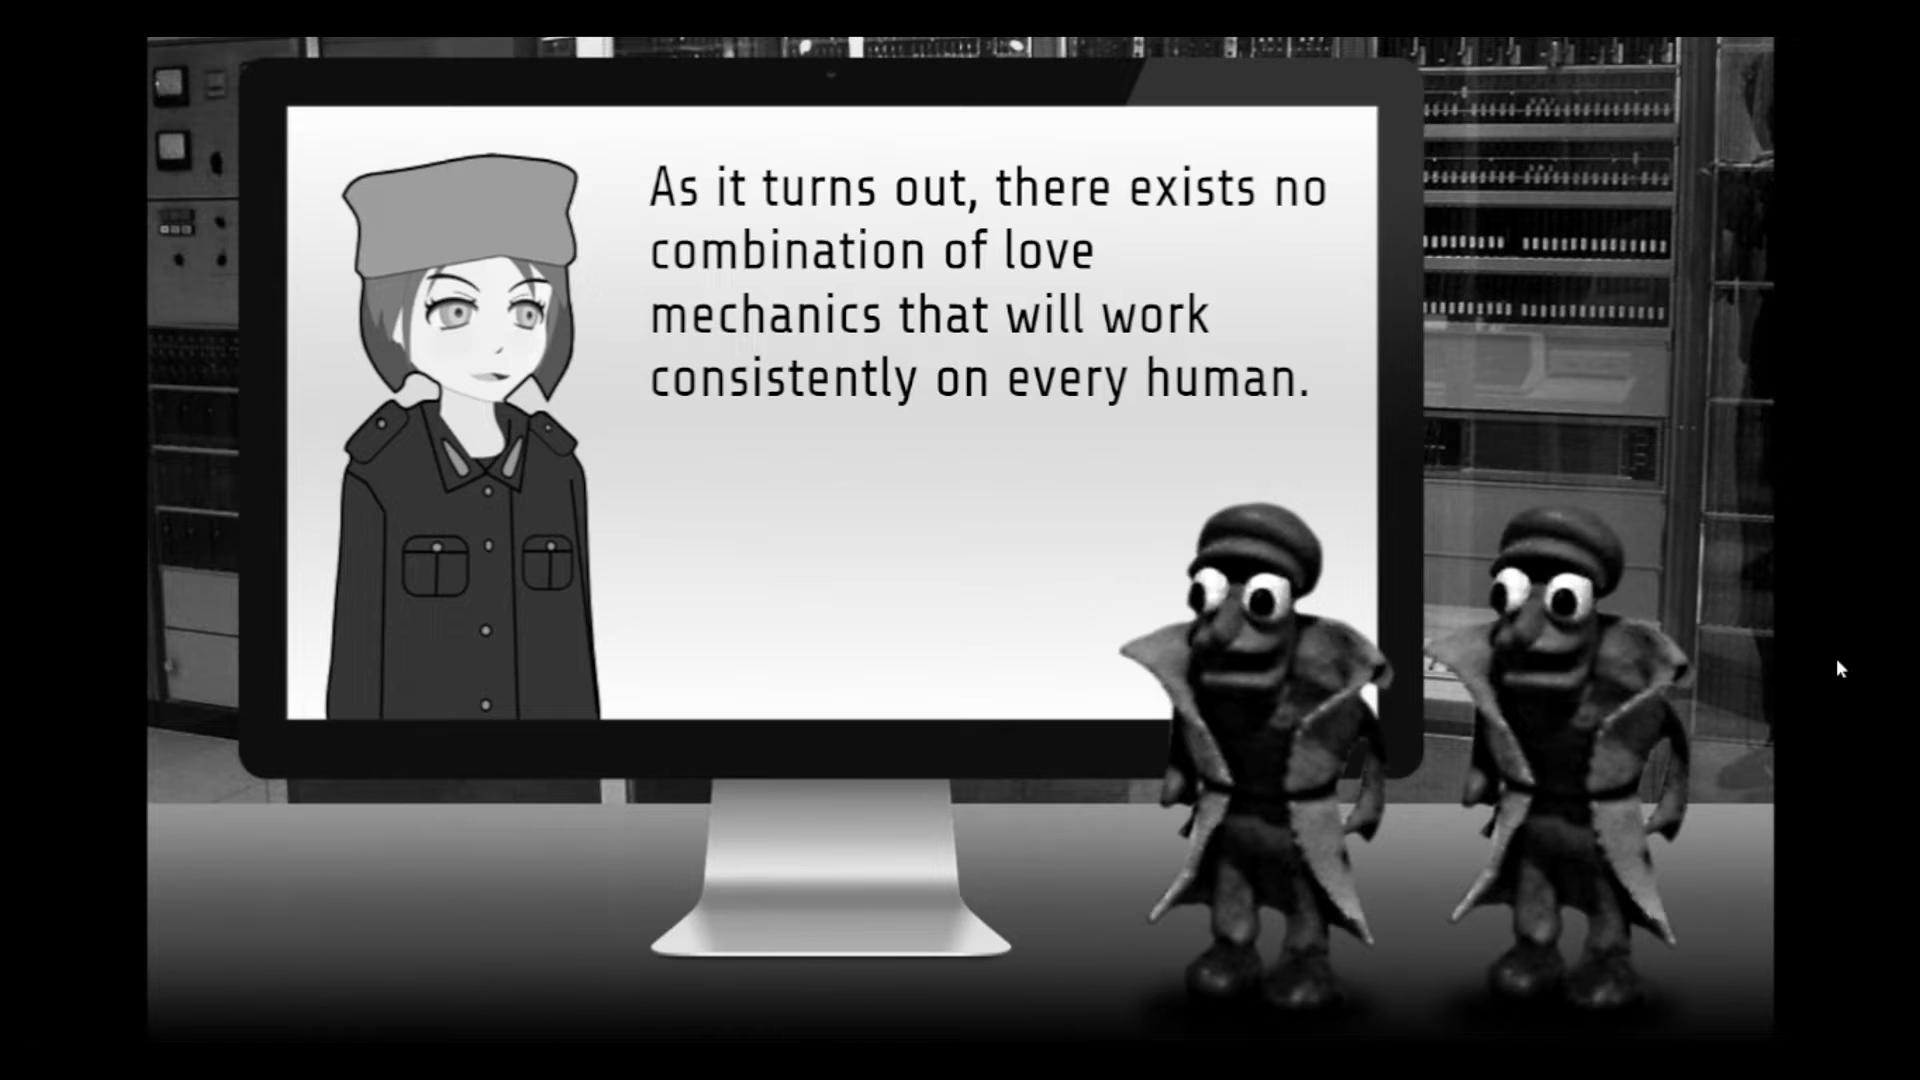 As it turns out, there exists no
combination of love
mechanics that will work
consistently on every human.